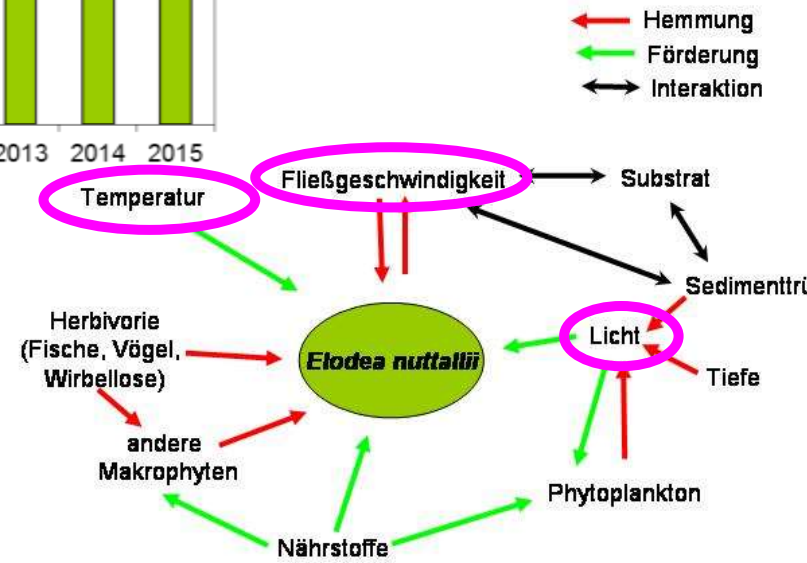 Hemmung
Förderung
Interaktion
2013 2014 2015
Temperatur
Fließgeschwindigkeit
Substrat
Herbivorie
(Fische, Vögel,
Wirbellose)
Elodea nuttallii
Licht
Tiefe
andere
Makrophyten
Phytoplankton
Nährstoffe